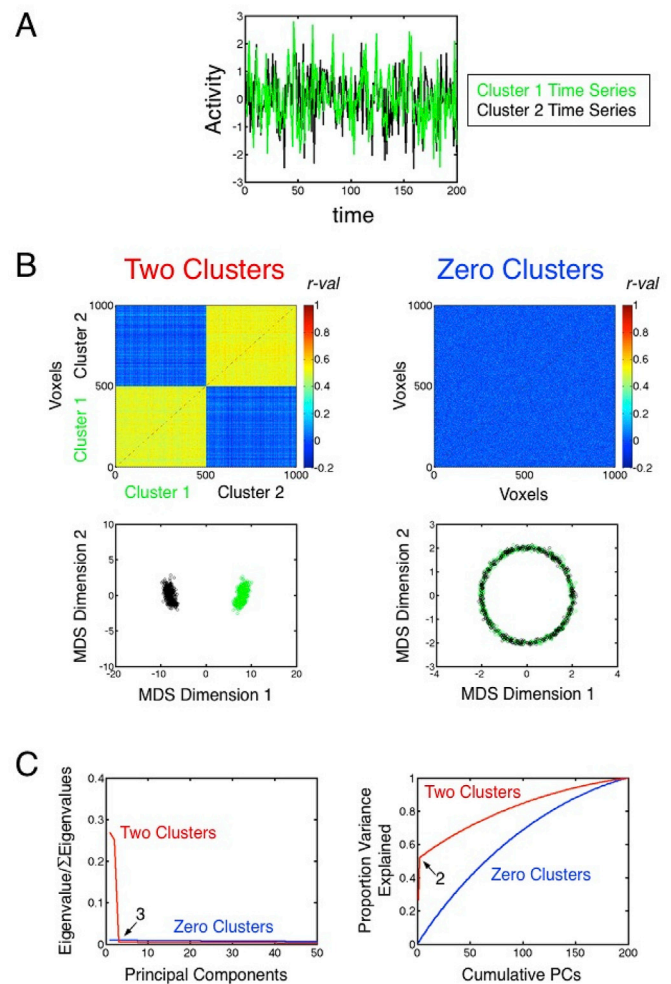 A
Activity
3
2
1
0
-1
-2
-3
0
50
100
150
200
time
Cluster 1 Time Series
Cluster 2 Time Series
B
Two Clusters
r-val
Voxels
Cluster 1
Cluster 2
1000
500
0
0
500
1000
Cluster 1
Cluster 2
1
0.8
0.6
0.4
0.2
0
-0.2
Zero Clusters
r-val
1000
500
0
0
500
1000
Voxels
1
0.8
0.6
0.4
0.2
0
-0.2
MDS Dimension 2
10
5
0
-5
-10
-20
-10
0
10
20
MDS Dimension 1
MDS Dimension 2
3
2
1
0
-1
-2
-3
-4
-2
0
2
4
MDS Dimension 1
C
Eigenvalue/ΣEigenvalues
0.4
0.3
0.2
0.1
0
Two Clusters
3
Zero Clusters
0
10
20
30
40
50
Principal Components
Proportion Variance
Explained
1
0.8
0.6
0.4
0.2
0
Two Clusters
2
Zero Clusters
0
50
100
150
200
Cumulative PCs